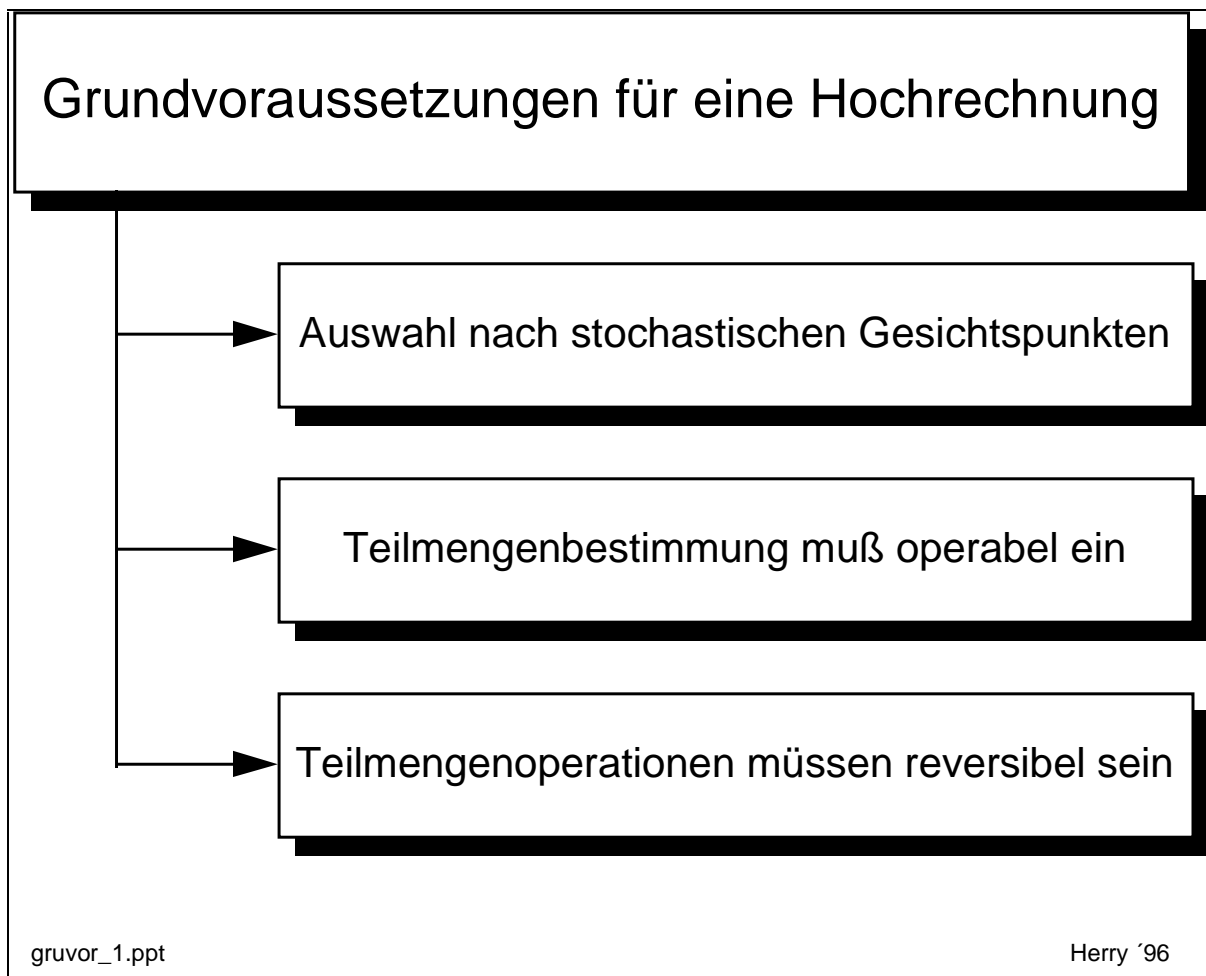 Grundvoraussetzungen für eine Hochrechnung
Auswahl nach stochastischen Gesichtspunkten
Teilmengenbestimmung muß operabel ein
Teilmengenoperationen müssen reversibel sein
gruvor_1.ppt
Herry ´96